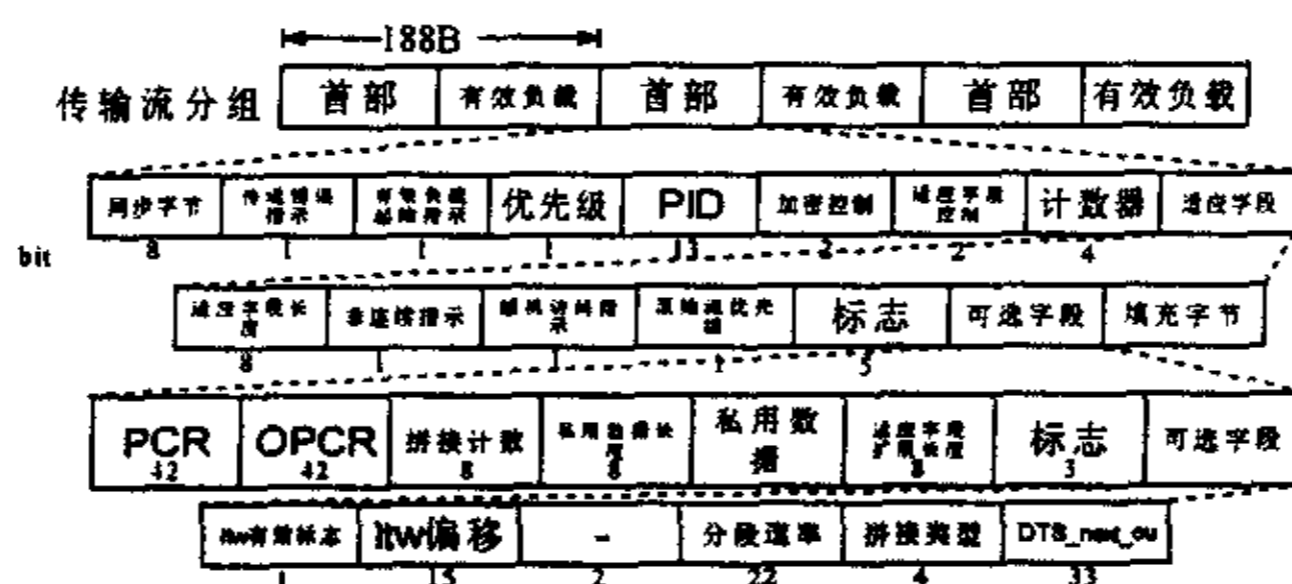 188B
传输流分组 首部 有效负载 首部 有效负载 首部 有效负载
同步字节 传送错误指示 有效负载起始指示 优先级 PID 加密控制 适应字段控制 计数器 适应字段
bit 8 1 1 1 13 2 2 4
适应字段长度 非连续指示 随机访问指示 原始流优先级 标志 可选字段 填充字节
8 1 1 1 5
PCR OPCR 拼接计数 私用数据长度 私用数据 适应字段扩展长度 标志 可选字段
42 42 8 8 8 3
ltw有效标志 ltw偏移 - 分段速率 拼接类型 DTS_next_au
1 15 2 22 4 33